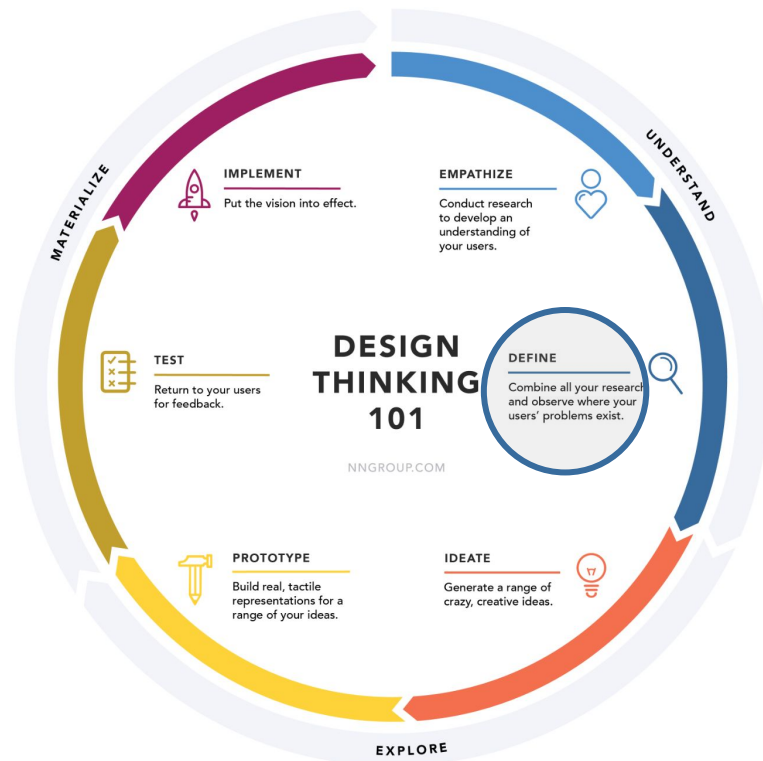 UNDERSTAND
MATERIALIZE
EXPLORE
DESIGN
THINKING
101
NNGROUP.COM
EMPATHIZE
Conduct research
to develop an
understanding of
your users.
DEFINE
Combine all your research
and observe where your
users' problems exist.
IDEATE
Generate a range of
crazy, creative ideas.
PROTOTYPE
Build real, tactile
representations for a
range of your ideas.
TEST
Return to your users
for feedback.
IMPLEMENT
Put the vision into effect.